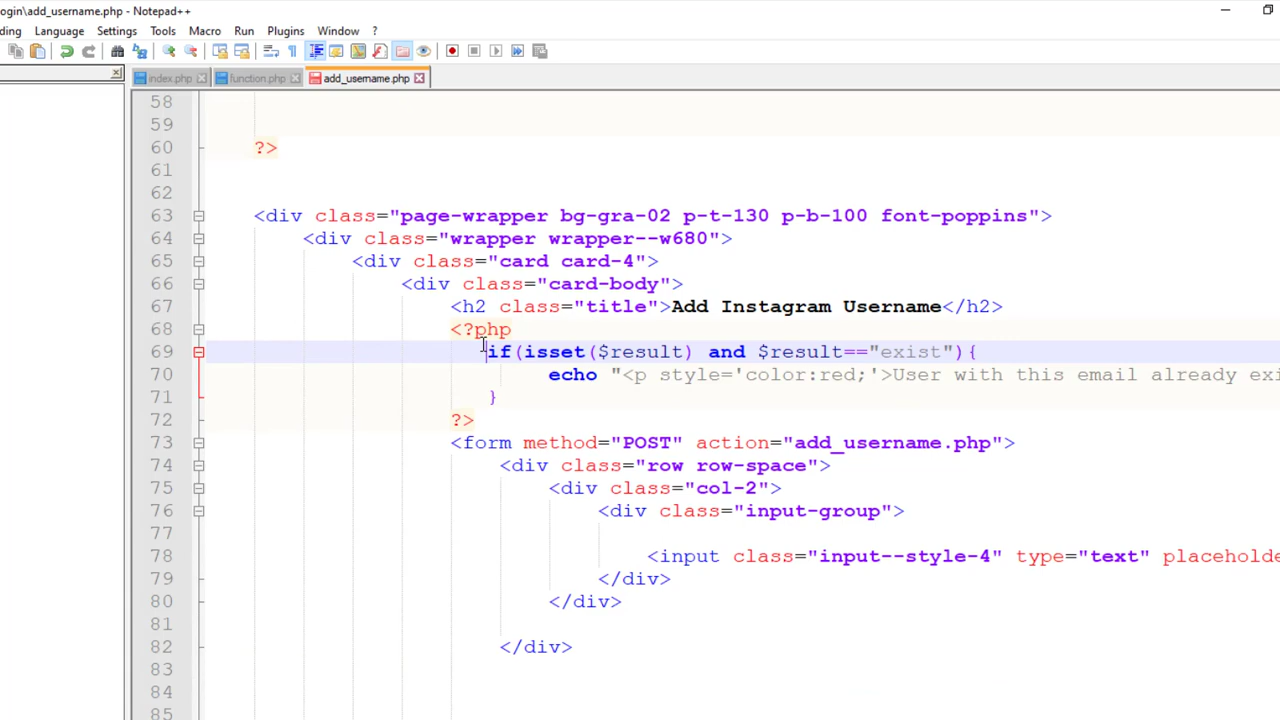 ogin\add_username.php - Notepad++
ding Language Settings Tools Macro Run Plugins Window ?
index.php function.php add_username.php
58
59
60 ?>
61
62
63 <div class="page-wrapper bg-gra-02 p-t-130 p-b-100 font-poppins">
64 <div class="wrapper wrapper--w680">
65 <div class="card card-4">
66 <div class="card-body">
67 <h2 class="title">Add Instagram Username</h2>
68 <?php
69 if(isset($result) and $result=="exist"){
70 echo "<p style='color:red;'>User with this email already exi
71 }
72 ?>
73 <form method="POST" action="add_username.php">
74 <div class="row row-space">
75 <div class="col-2">
76 <div class="input-group">
77
78 <input class="input--style-4" type="text" placeholde
79 </div>
80 </div>
81
82 </div>
83
84
85